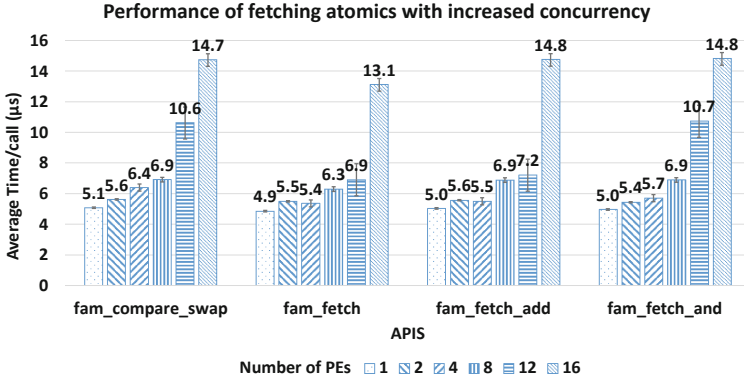 Performance of fetching atomics with increased concurrency
Average Time/call (µs)
16
14
12
10
8
6
4
2
0
5.1 5.6 6.4 6.9 10.6 14.7
4.9 5.5 5.4 6.3 6.9 13.1
5.0 5.6 5.5 6.9 7.2 14.8
5.0 5.4 5.7 6.9 10.7 14.8
fam_compare_swap fam_fetch fam_fetch_add fam_fetch_and
APIS
Number of PEs 1 2 4 8 12 16